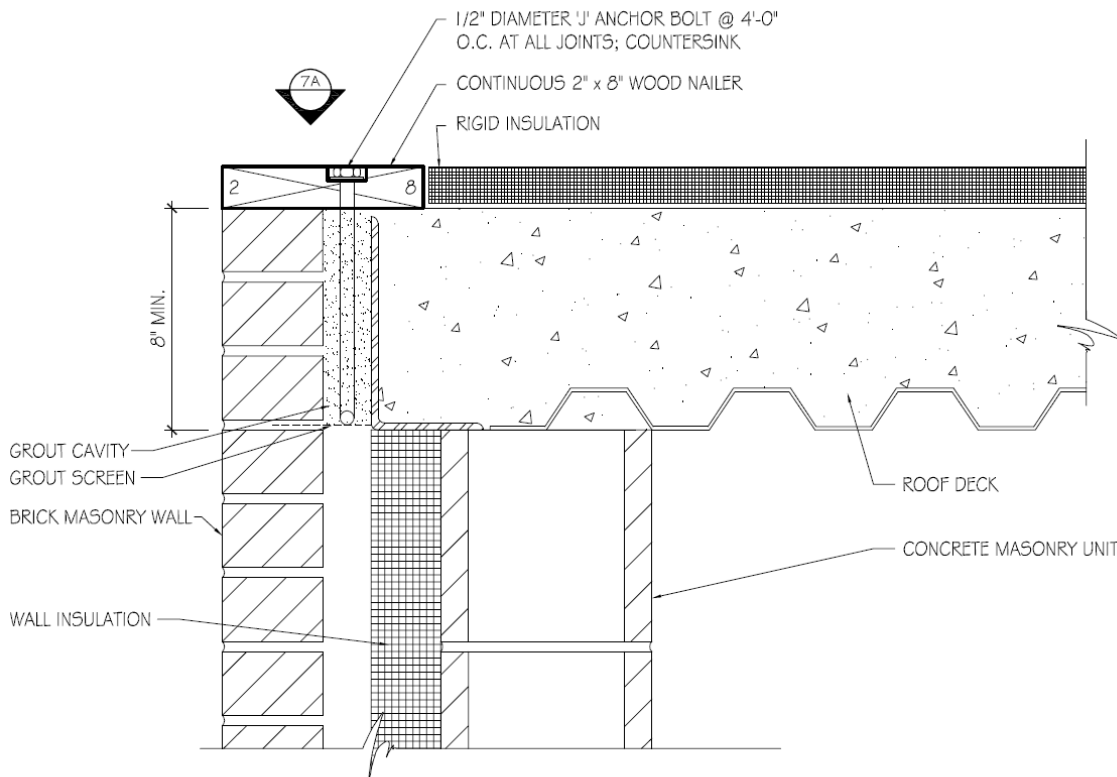 1/2" DIAMETER 'J' ANCHOR BOLT @ 4'-0"
O.C. AT ALL JOINTS; COUNTERSINK
7A
CONTINUOUS 2" x 8" WOOD NAILER
RIGID INSULATION
2
8
8" MIN.
GROUT CAVITY
GROUT SCREEN
ROOF DECK
BRICK MASONRY WALL
CONCRETE MASONRY UNIT
WALL INSULATION